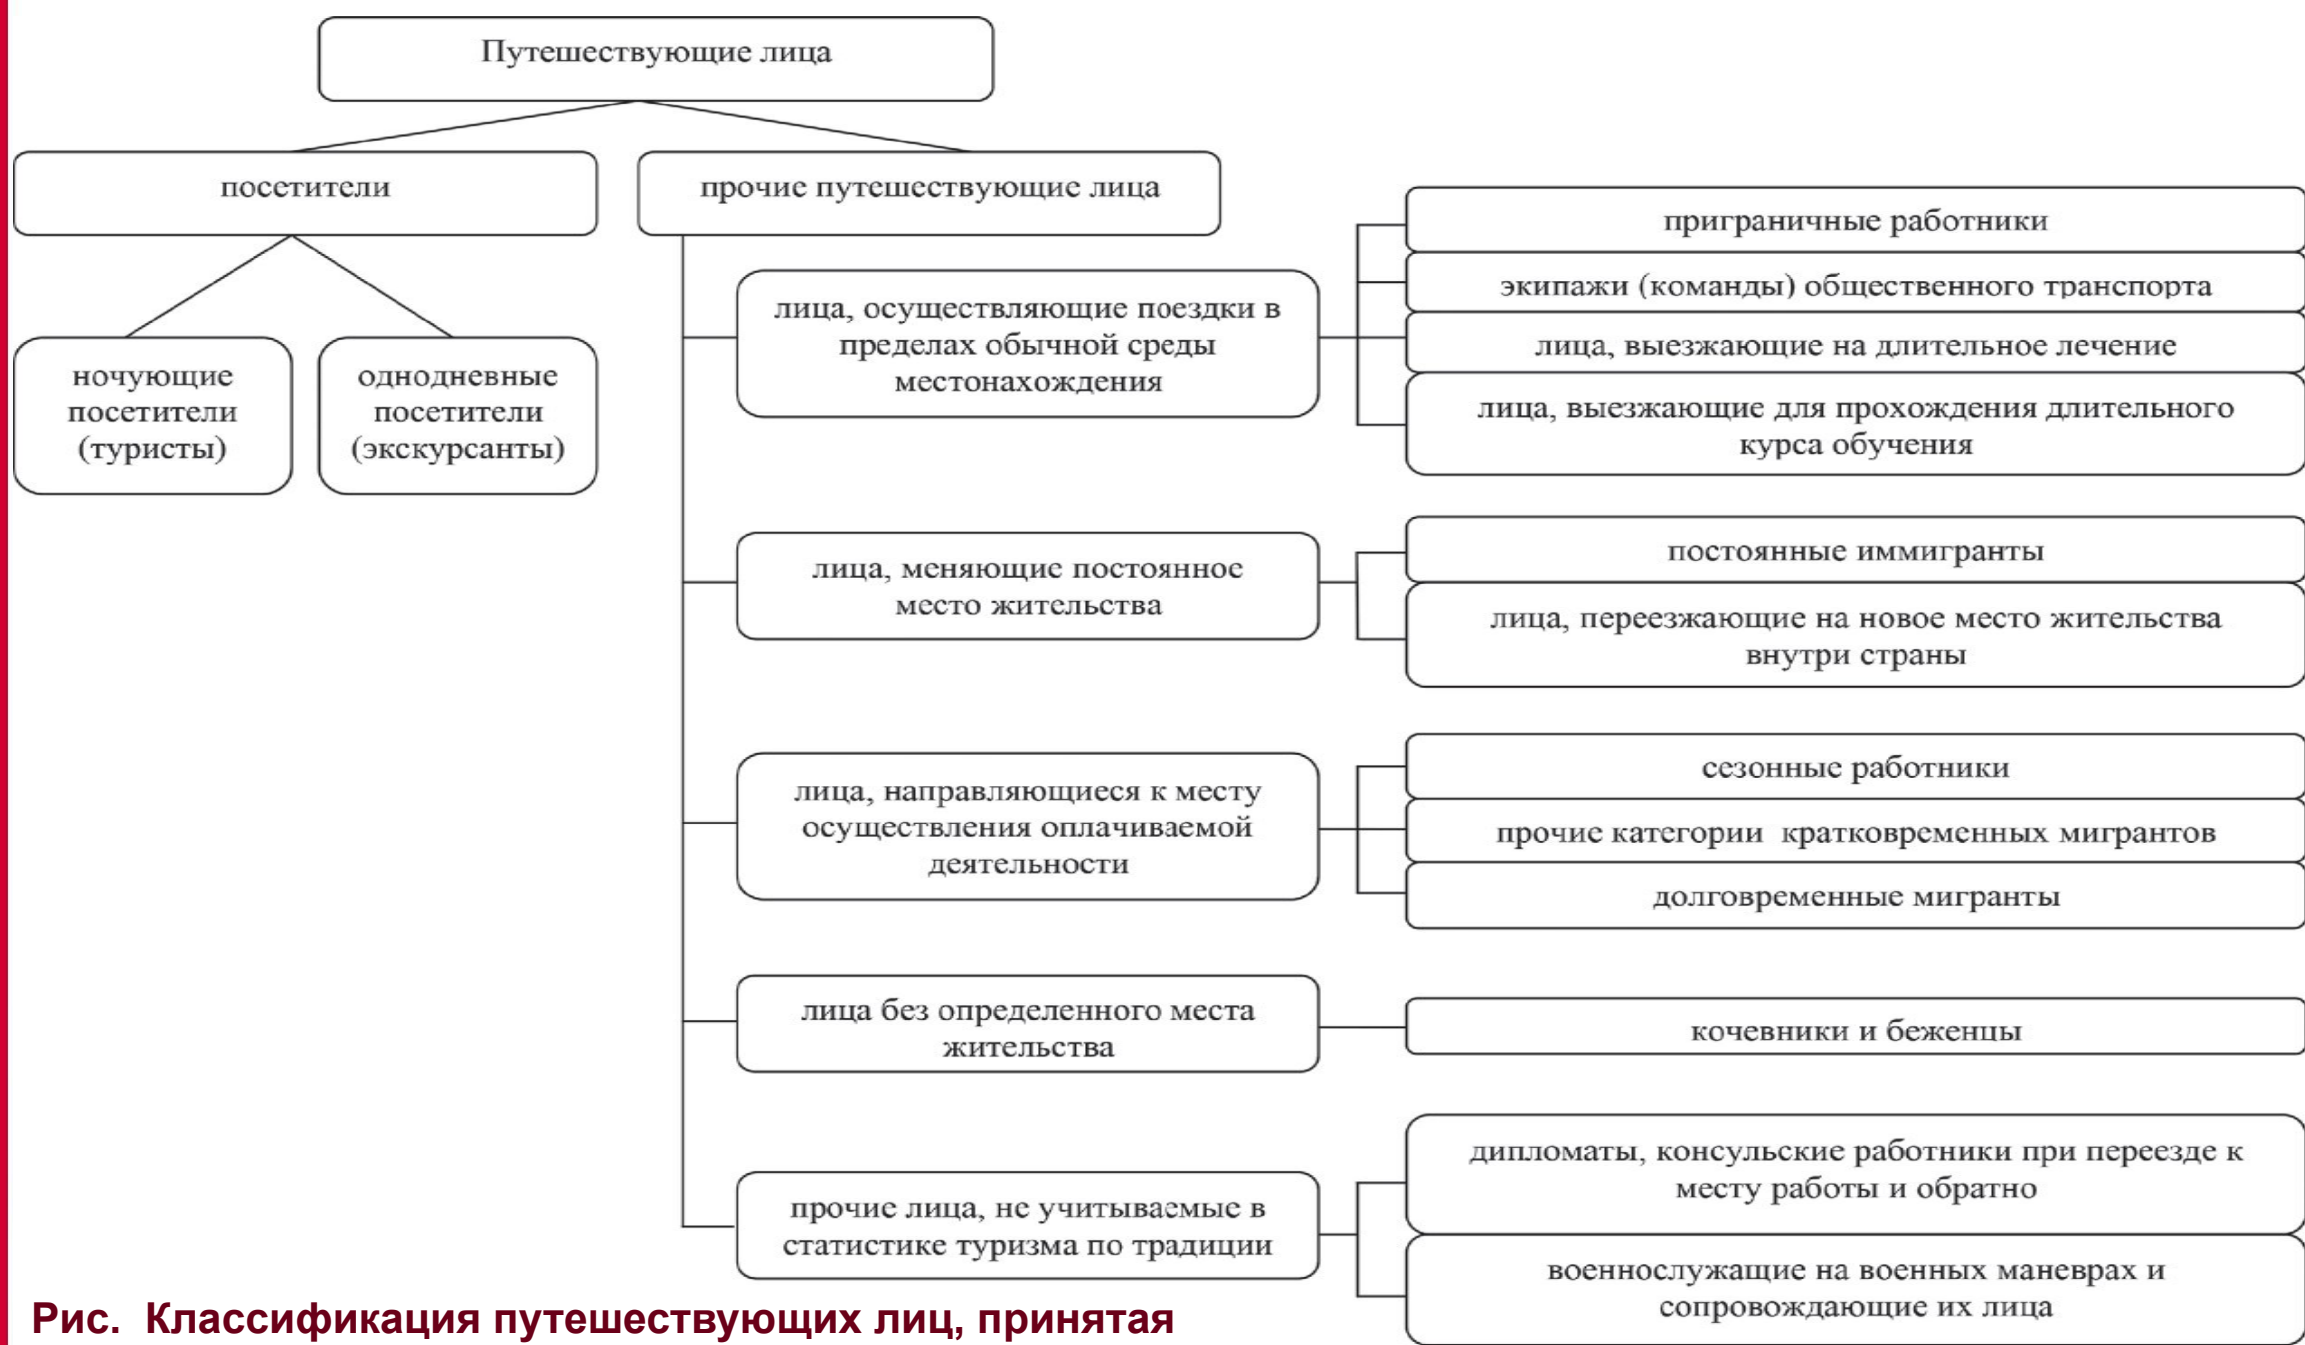 Путешествующие лица
посетители
прочие путешествующие лица
ночующие
посетители
(туристы)
однодневные
посетители
(экскурсанты)
лица, осуществляющие поездки в
пределах обычной среды
местонахождения
приграничные работники
экипажи (команды) общественного транспорта
лица, выезжающие на длительное лечение
лица, выезжающие для прохождения длительного
курса обучения
лица, меняющие постоянное
место жительства
постоянные иммигранты
лица, переезжающие на новое место жительства
внутри страны
лица, направляющиеся к месту
осуществления оплачиваемой
деятельности
сезонные работники
прочие категории кратковременных мигрантов
долговременные мигранты
лица без определенного места
жительства
кочевники и беженцы
прочие лица, не учитываемые в
статистике туризма по традиции
дипломаты, консульские работники при переезде к
месту работы и обратно
военнослужащие на военных маневрах и
сопровождающие их лица
Рис. Классификация путешествующих лиц, принятая